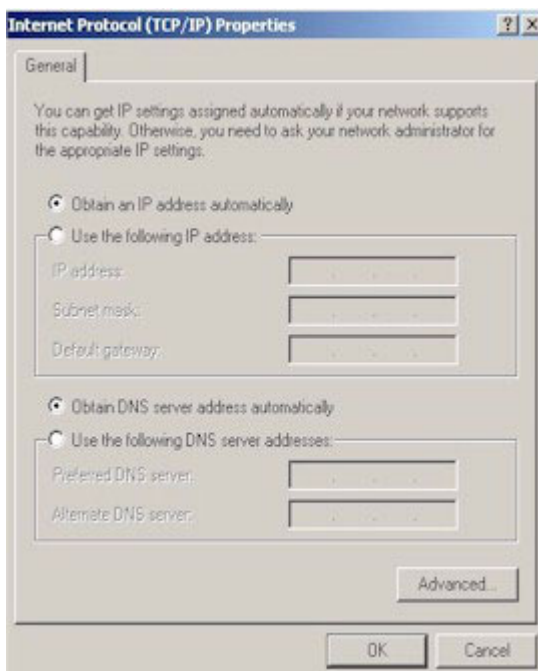 Internet Protocol (TCP/IP) Properties
General
You can get IP settings assigned automatically if your network supports
this capability. Otherwise, you need to ask your network administrator for
the appropriate IP settings.
Obtain an IP address automatically
Use the following IP address:
IP address:
Subnet mask:
Default gateway:
Obtain DNS server address automatically
Use the following DNS server addresses:
Preferred DNS server:
Alternate DNS server:
Advanced...
OK
Cancel